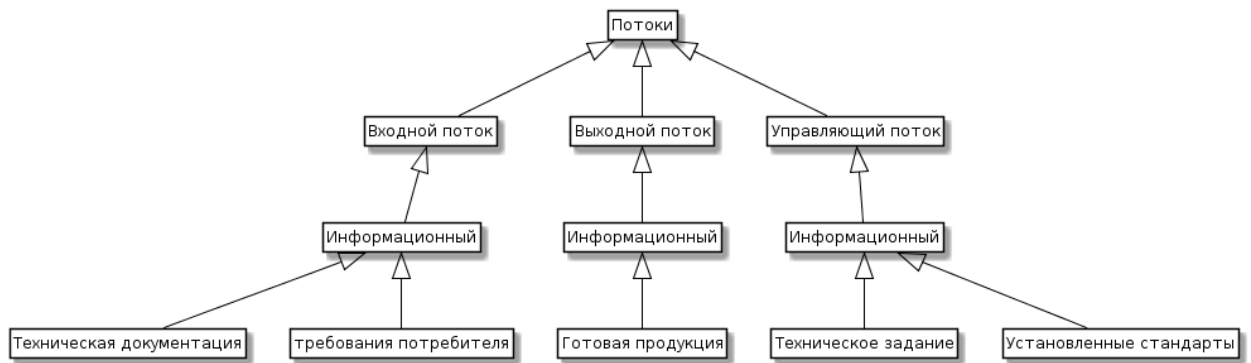 Потоки
Входной поток
Выходной поток
Управляющий поток
Информационный
Информационный
Информационный
Техническая документация
требования потребителя
Готовая продукция
Техническое задание
Установленные стандарты